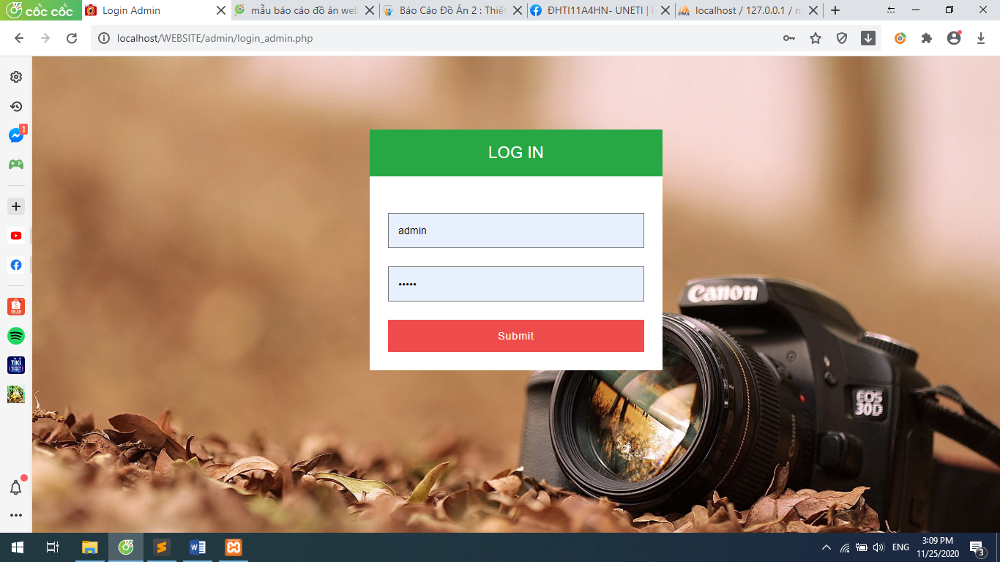 cốc cốc
Login Admin
mẫu báo cáo đồ án web
Báo Cáo Đồ Án 2 : Thiết
ĐHTI11A4HN- UNETI |
localhost / 127.0.0.1 /
localhost/WEBSITE/admin/login_admin.php
1
LOG IN
admin
•••••
Submit
Canon
EOS
30D
Canon
12.12
TIKI
ENG
3:09 PM
11/25/2020
3